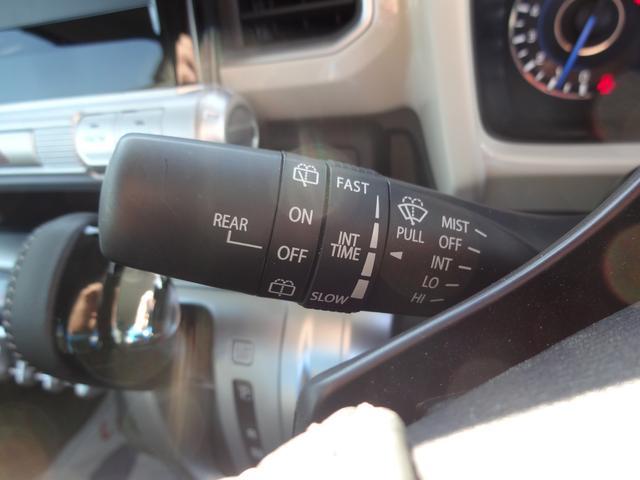 REAR
ON
OFF
FAST
INT
TIME
SLOW
PULL
MIST
OFF
INT
LO
HI